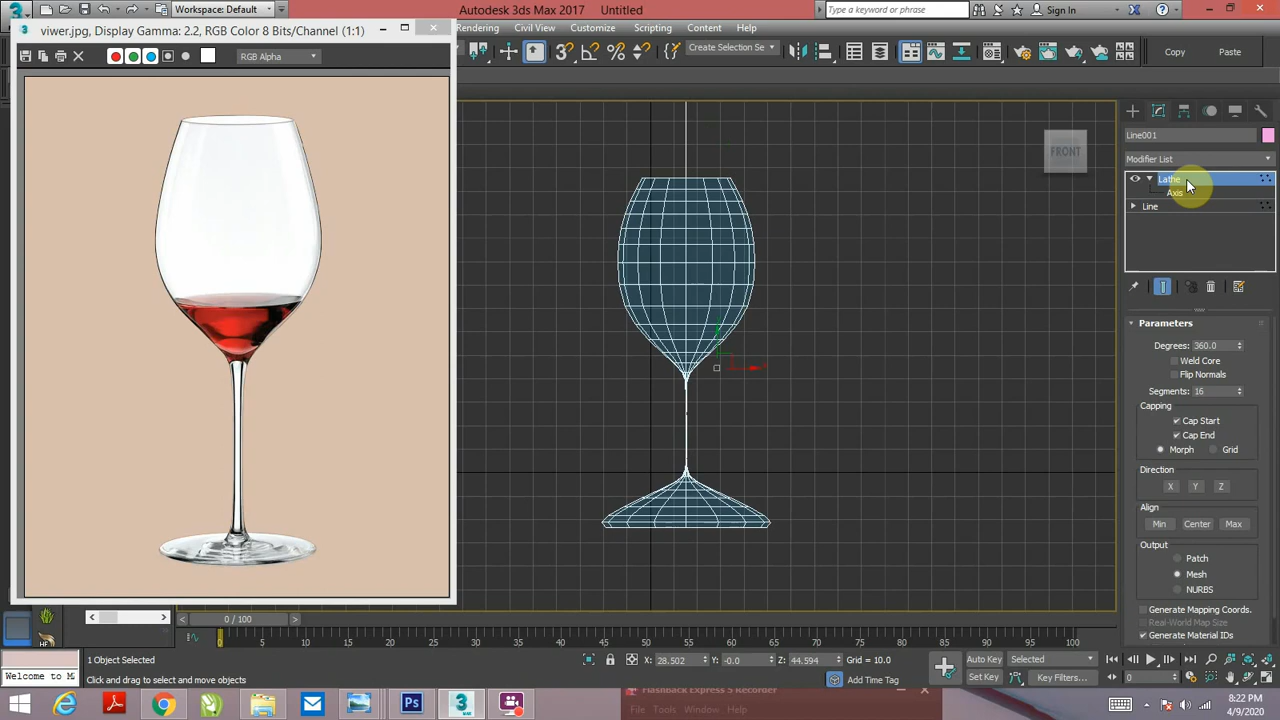 Workspace: Default
Autodesk 3ds Max 2017 Untitled
Type a keyword or phrase
Sign In
viwer.jpg, Display Gamma: 2.2, RGB Color 8 Bits/Channel (1:1)
Rendering Civil View Customize Scripting Content Help
Create Selection Se
Copy Paste
RGB Alpha
FRONT
Line001
Modifier List
Lathe
Axis
Line
Parameters
Degrees: 360.0
Weld Core
Flip Normals
Segments: 16
Capping
Cap Start
Cap End
Morph Grid
Direction
X Y Z
Align
Min Center Max
Output
Patch
Mesh
NURBS
Generate Mapping Coords.
Real-World Map Size
Generate Material IDs
0 / 100
0 5 10 15 20 25 30 35 40 45 50 55 60 65 70 75 80 85 90 95 100
1 Object Selected
X: 28.502 Y: -0.0 Z: 44.594 Grid = 10.0
Auto Key Selected
Welcome to M
Click and drag to select and move objects
Add Time Tag
Set Key Key Filters...
0
FlashBack Express 5 Recorder
File Tools Window Help
8:22 PM
4/9/2020